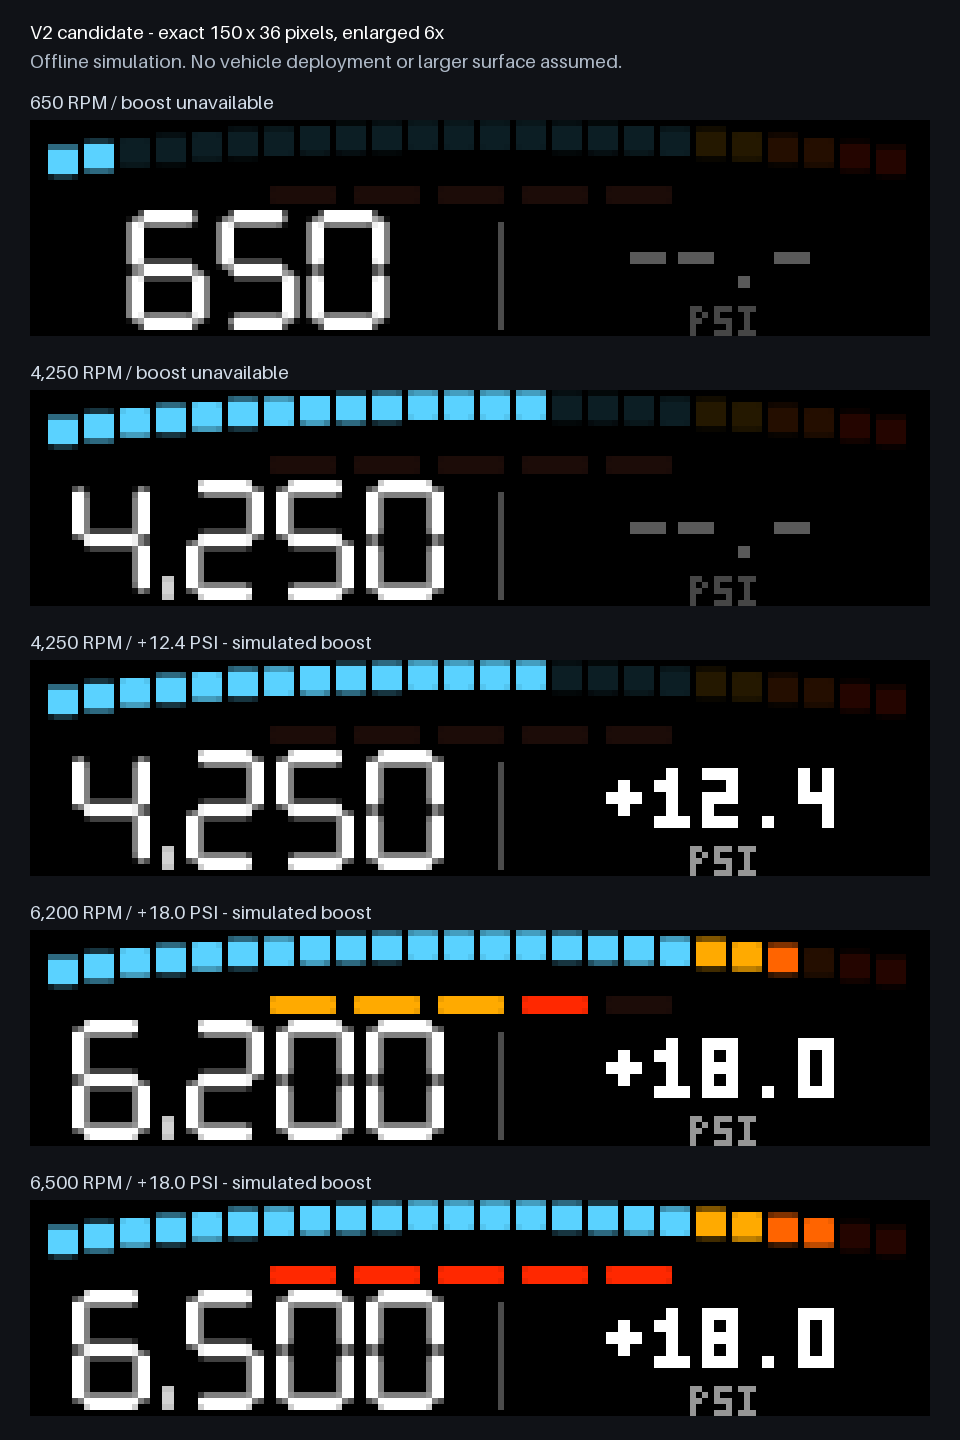 V2 candidate - exact 150 x 36 pixels, enlarged 6x
Offline simulation. No vehicle deployment or larger surface assumed.
650 RPM / boost unavailable
650
--.-
PSI
4,250 RPM / boost unavailable
4.250
--.-
PSI
4,250 RPM / +12.4 PSI - simulated boost
4.250
+12.4
PSI
6,200 RPM / +18.0 PSI - simulated boost
6.200
+18.0
PSI
6,500 RPM / +18.0 PSI - simulated boost
6.500
+18.0
PSI